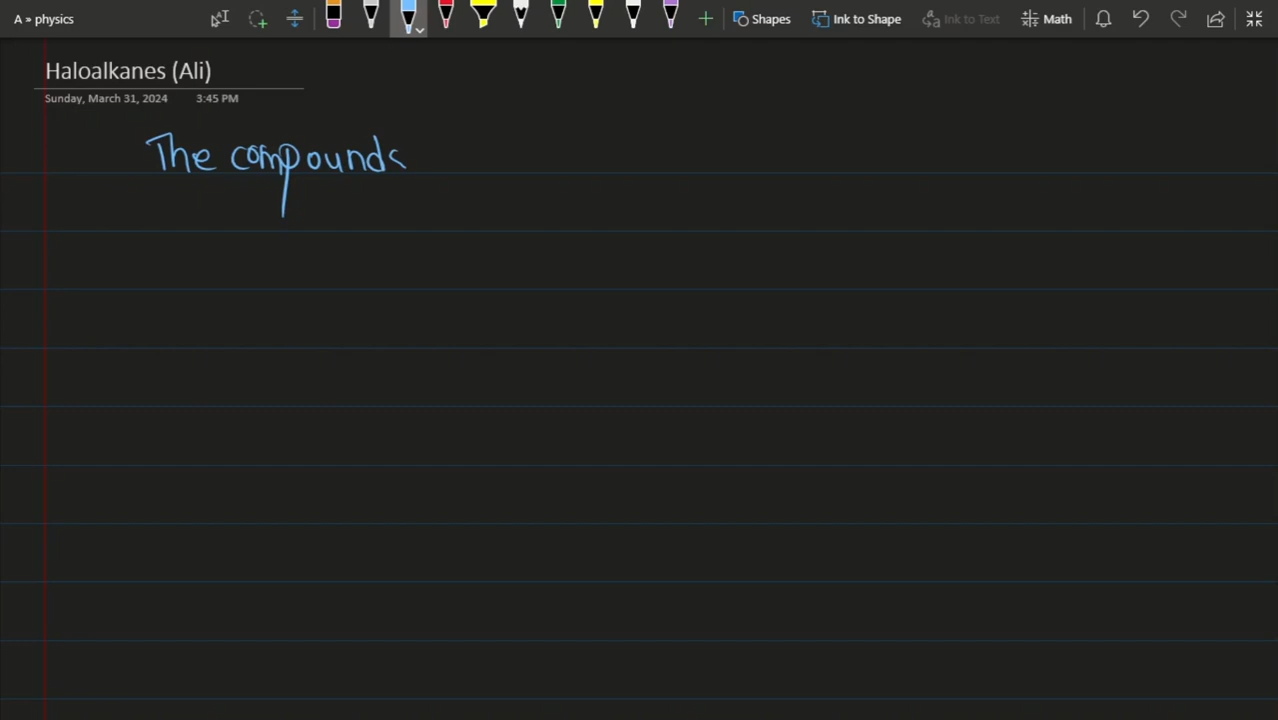 A » physics
Shapes Ink to Shape Ink to Text Math
Haloalkanes (Ali)
Sunday, March 31, 2024 3:45 PM
The compounds